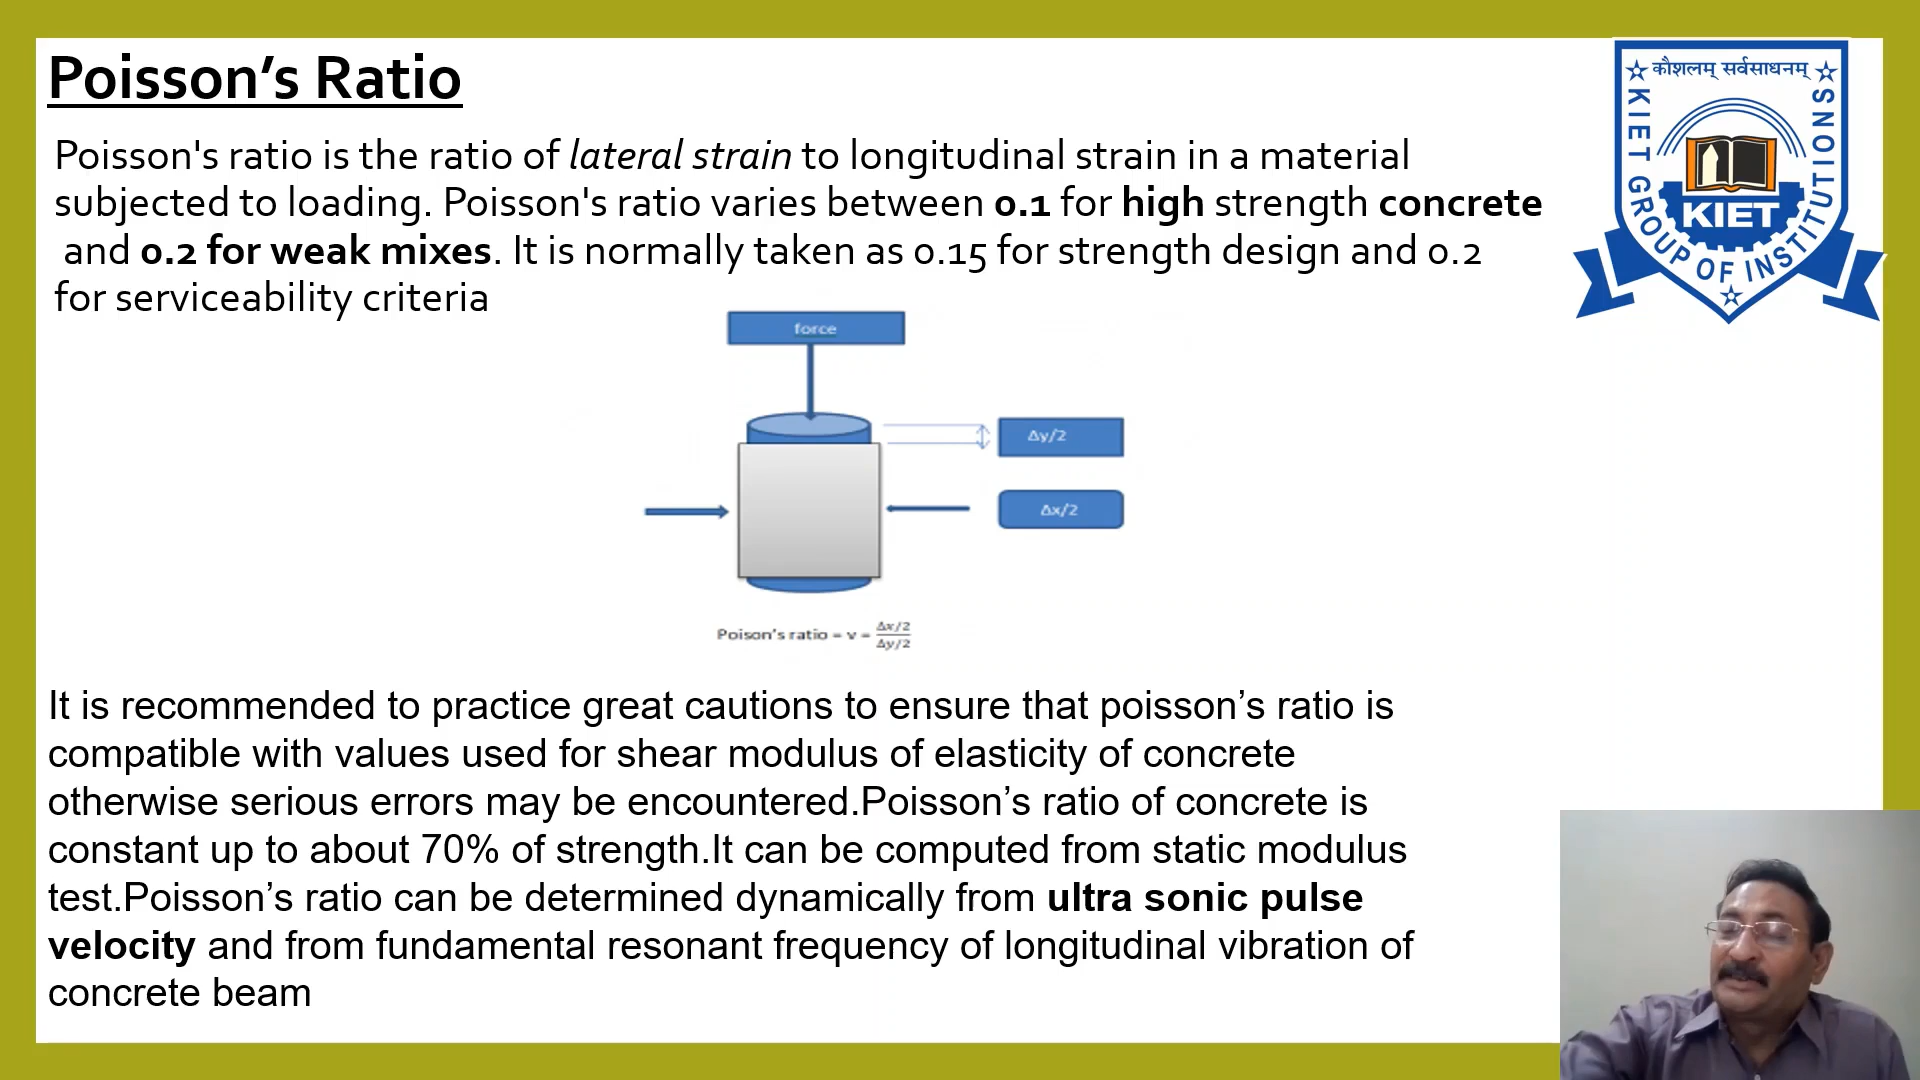 Poisson’s Ratio
Poisson's ratio is the ratio of lateral strain to longitudinal strain in a material
subjected to loading. Poisson's ratio varies between 0.1 for high strength concrete
and 0.2 for weak mixes. It is normally taken as 0.15 for strength design and 0.2
for serviceability criteria
कौशलम् सर्वसाधनम्
KIET GROUP OF INSTITUTIONS
KIET
force
Δy/2
Δx/2
Poison's ratio = v = Δx/2
Δy/2
It is recommended to practice great cautions to ensure that poisson’s ratio is
compatible with values used for shear modulus of elasticity of concrete
otherwise serious errors may be encountered.Poisson’s ratio of concrete is
constant up to about 70% of strength.It can be computed from static modulus
test.Poisson’s ratio can be determined dynamically from ultra sonic pulse
velocity and from fundamental resonant frequency of longitudinal vibration of
concrete beam